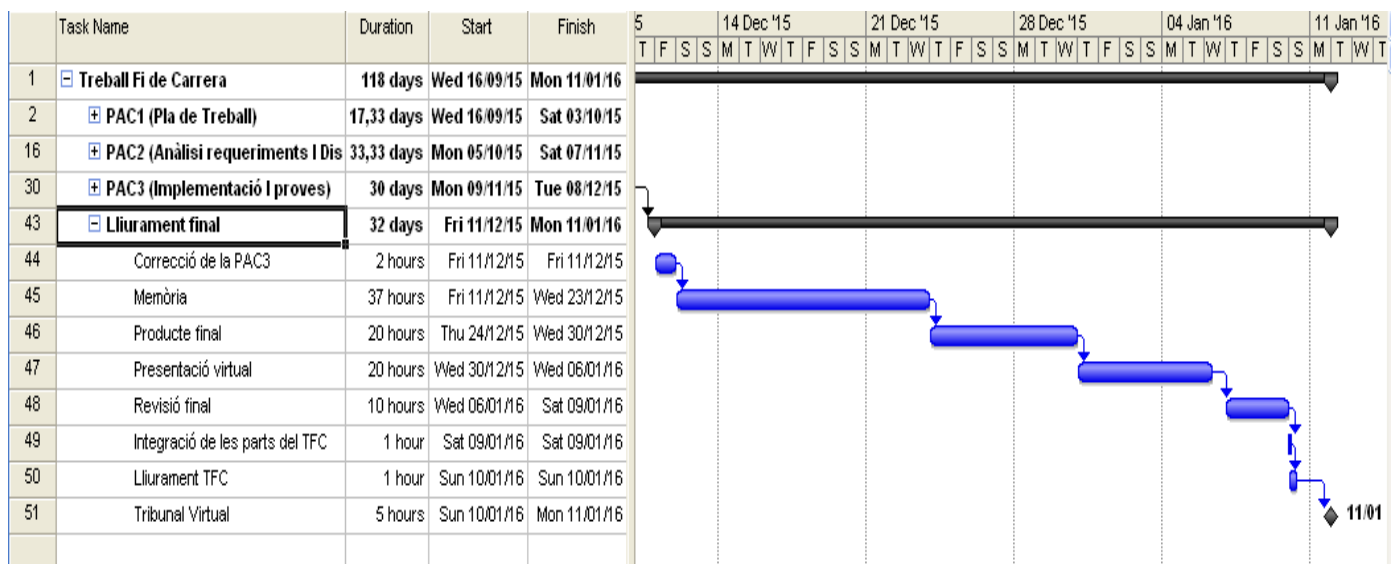 Task Name Duration Start Finish 5 14 Dec '15 21 Dec '15 28 Dec '15 04 Jan '16 11 Jan '16
T F S S M T W T F S S M T W T F S S M T W T F S S M T W T F S S M T W T
1 Treball Fi de Carrera 118 days Wed 16/09/15 Mon 11/01/16
2 PAC1 (Pla de Treball) 17,33 days Wed 16/09/15 Sat 03/10/15
16 PAC2 (Anàlisi requeriments I Dis 33,33 days Mon 05/10/15 Sat 07/11/15
30 PAC3 (Implementació I proves) 30 days Mon 09/11/15 Tue 08/12/15
43 Lliurament final 32 days Fri 11/12/15 Mon 11/01/16
44 Correcció de la PAC3 2 hours Fri 11/12/15 Fri 11/12/15
45 Memòria 37 hours Fri 11/12/15 Wed 23/12/15
46 Producte final 20 hours Thu 24/12/15 Wed 30/12/15
47 Presentació virtual 20 hours Wed 30/12/15 Wed 06/01/16
48 Revisió final 10 hours Wed 06/01/16 Sat 09/01/16
49 Integració de les parts del TFC 1 hour Sat 09/01/16 Sat 09/01/16
50 Lliurament TFC 1 hour Sun 10/01/16 Sun 10/01/16
51 Tribunal Virtual 5 hours Sun 10/01/16 Mon 11/01/16 11/01